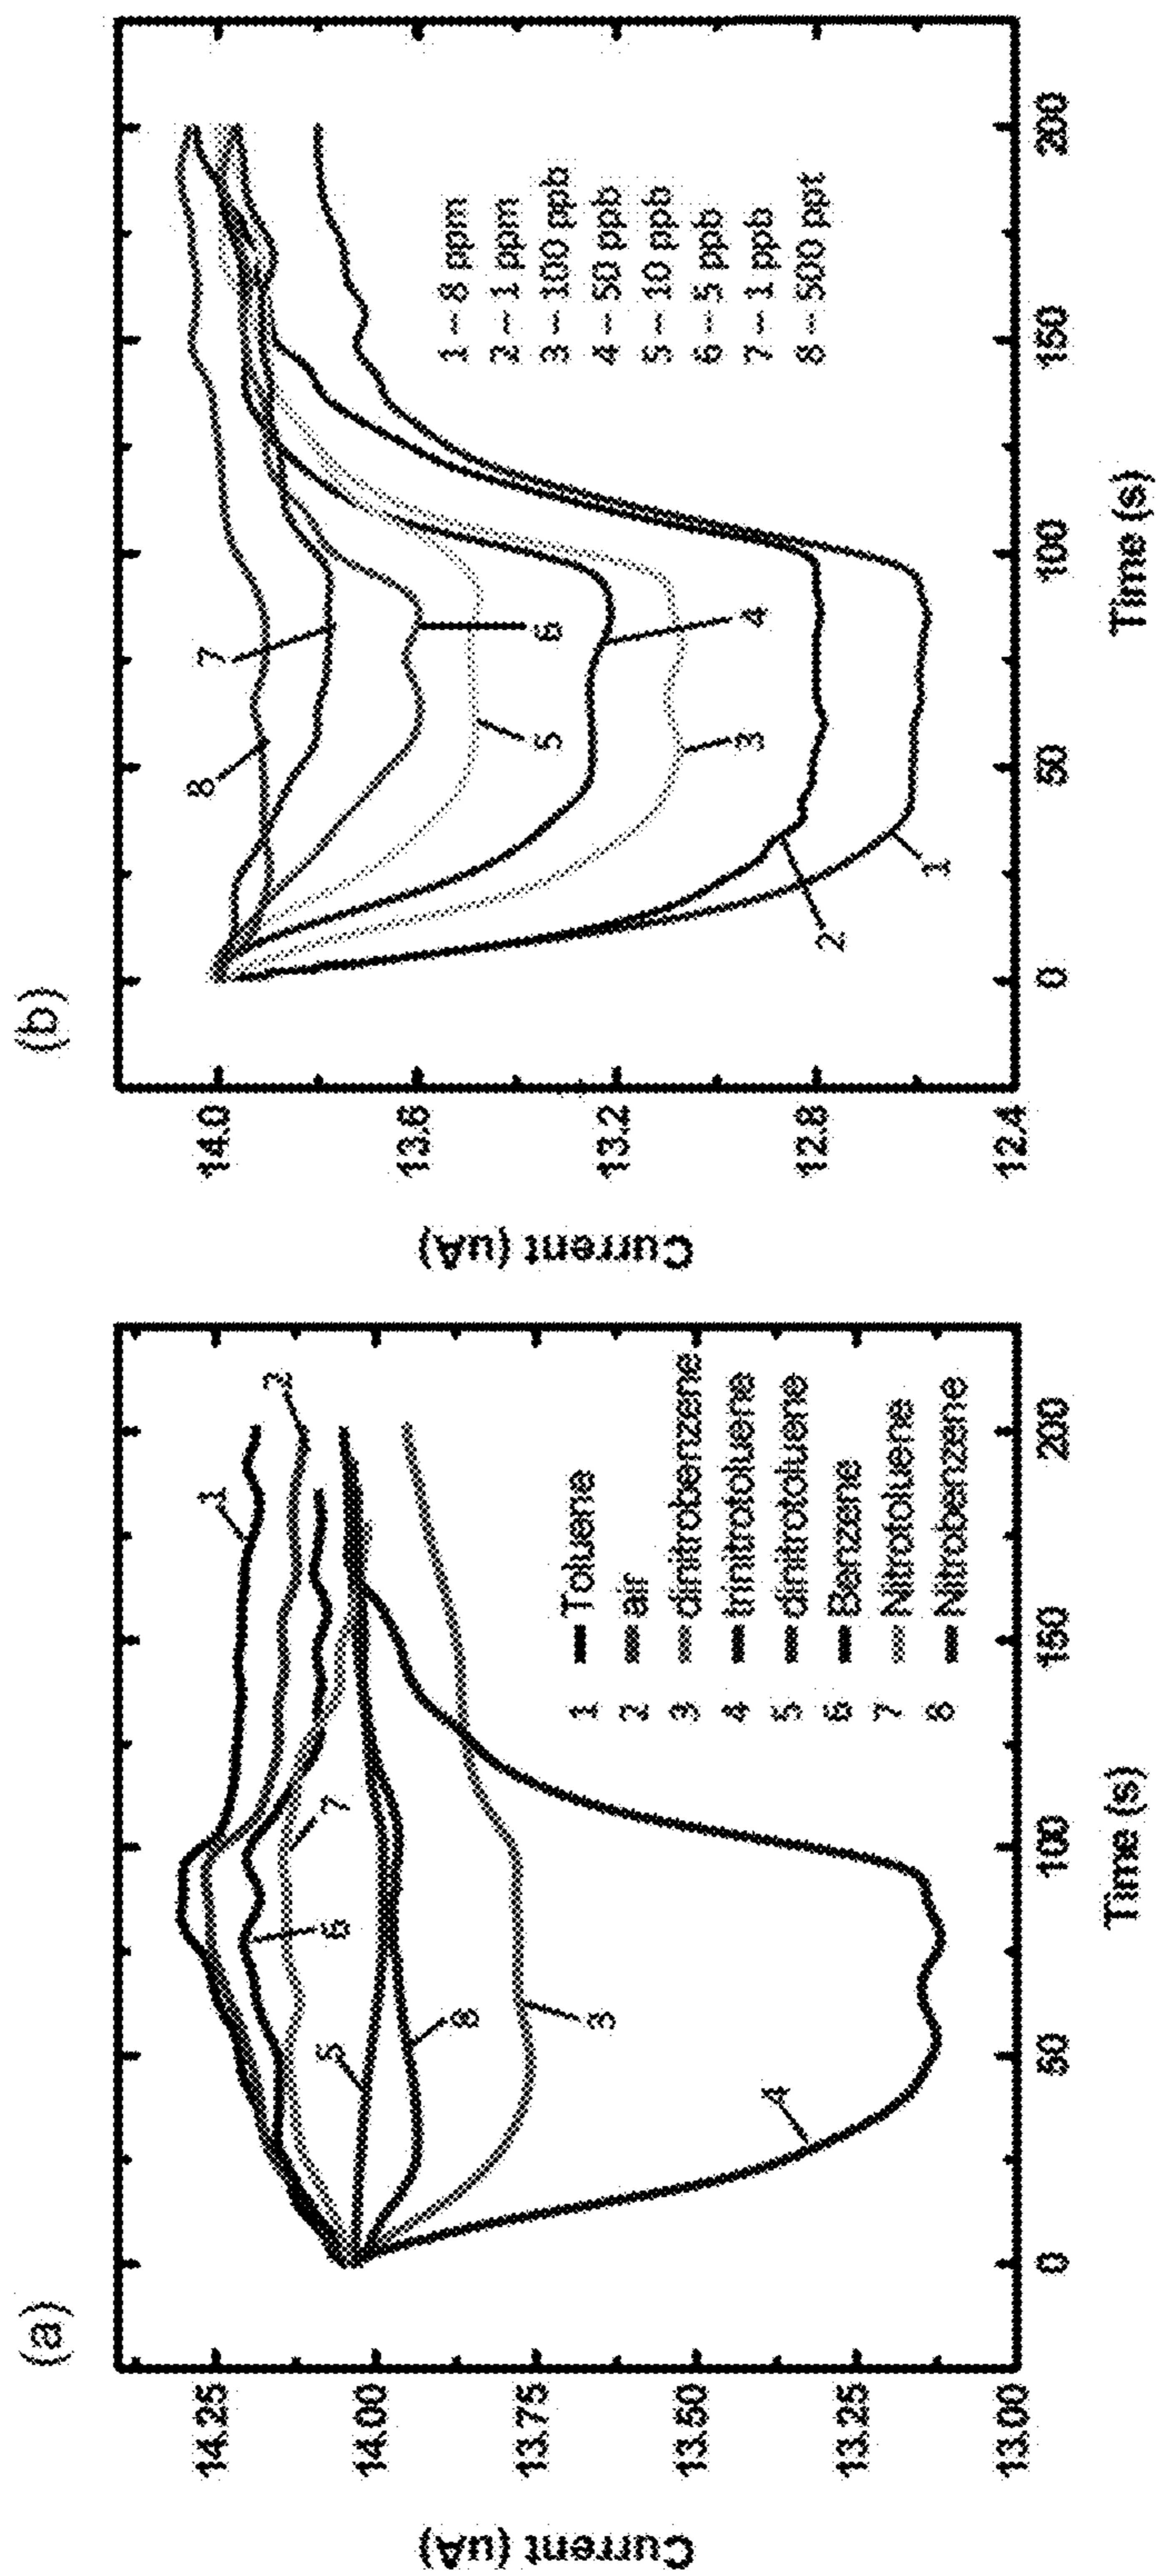 (a)
Current (uA)
14.25
14.00
13.75
13.50
13.25
13.00
0
50
100
150
200
Time (s)
1
2
3
4
5
6
7
8
1 Toluene
2 air
3 dinitrobenzene
4 trinitrotoluene
5 dinitrotoluene
6 Benzene
7 Nitrotoluene
8 Nitrobenzene
(b)
Current (uA)
14.0
13.6
13.2
12.8
12.4
0
50
100
150
200
Time (s)
1
2
3
4
5
6
7
8
1 -- 8 ppm
2 -- 1 ppm
3 -- 100 ppb
4 -- 50 ppb
5 -- 10 ppb
6 -- 5 ppb
7 -- 1 ppb
8 -- 500 ppt